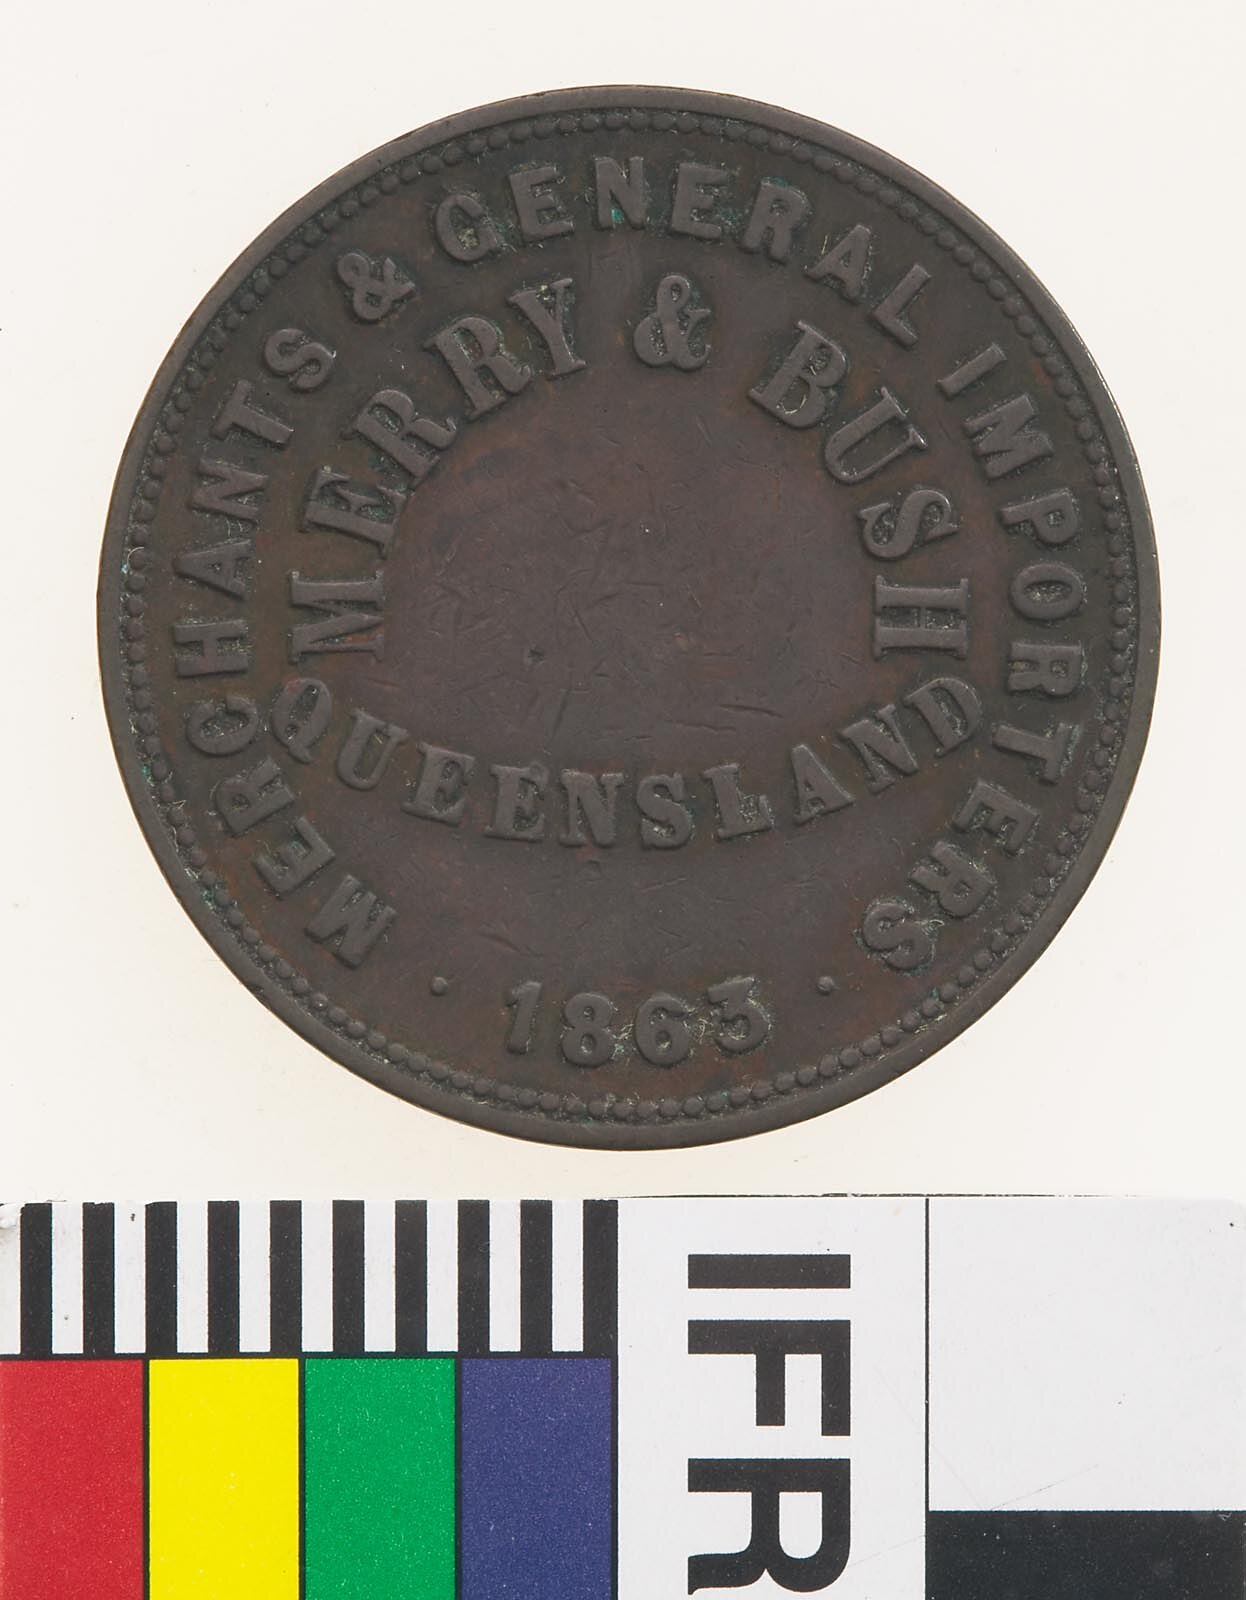 MERCHANTS & GENERAL IMPORTERS
MERRY & BUSH
QUEENSLAND
· 1863 ·
IFR